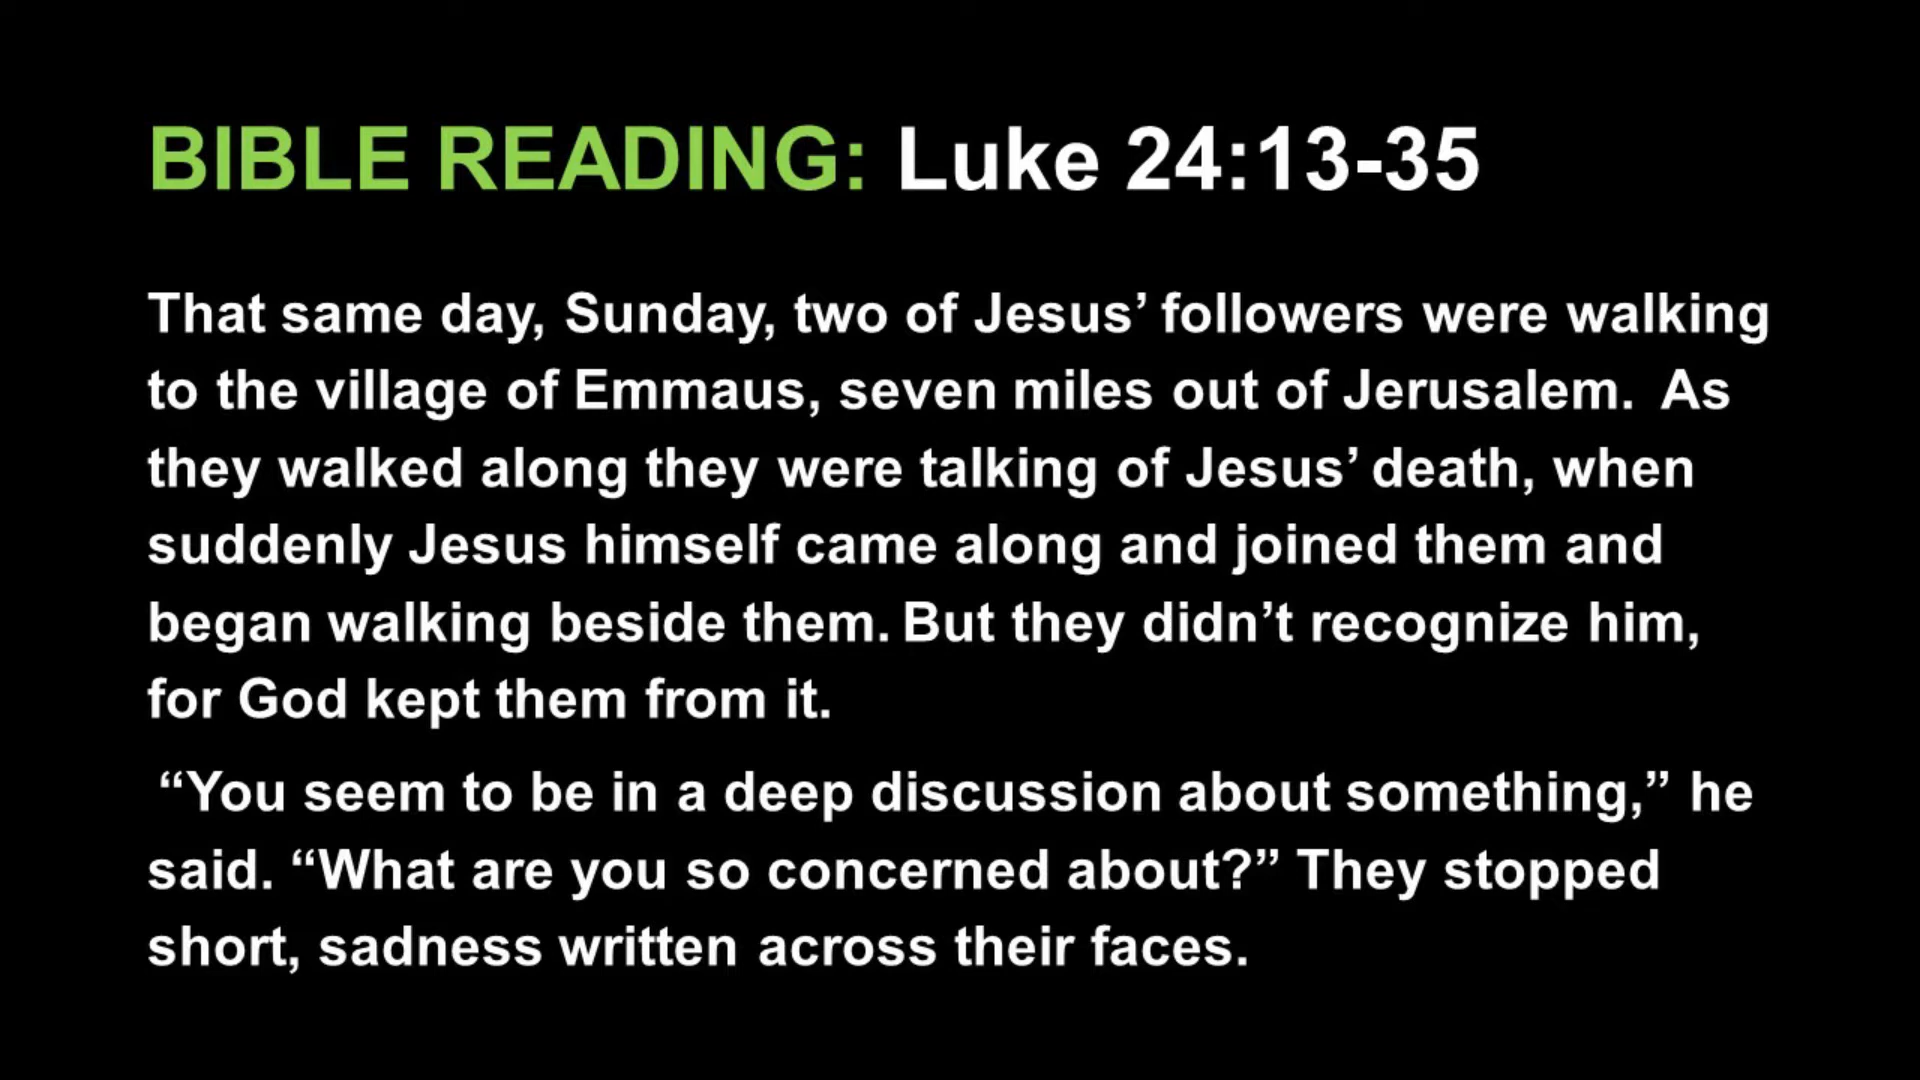 BIBLE READING: Luke 24:13-35
That same day, Sunday, two of Jesus’ followers were walking
to the village of Emmaus, seven miles out of Jerusalem.  As
they walked along they were talking of Jesus’ death, when
suddenly Jesus himself came along and joined them and
began walking beside them. But they didn’t recognize him,
for God kept them from it.
“You seem to be in a deep discussion about something,” he
said. “What are you so concerned about?” They stopped
short, sadness written across their faces.